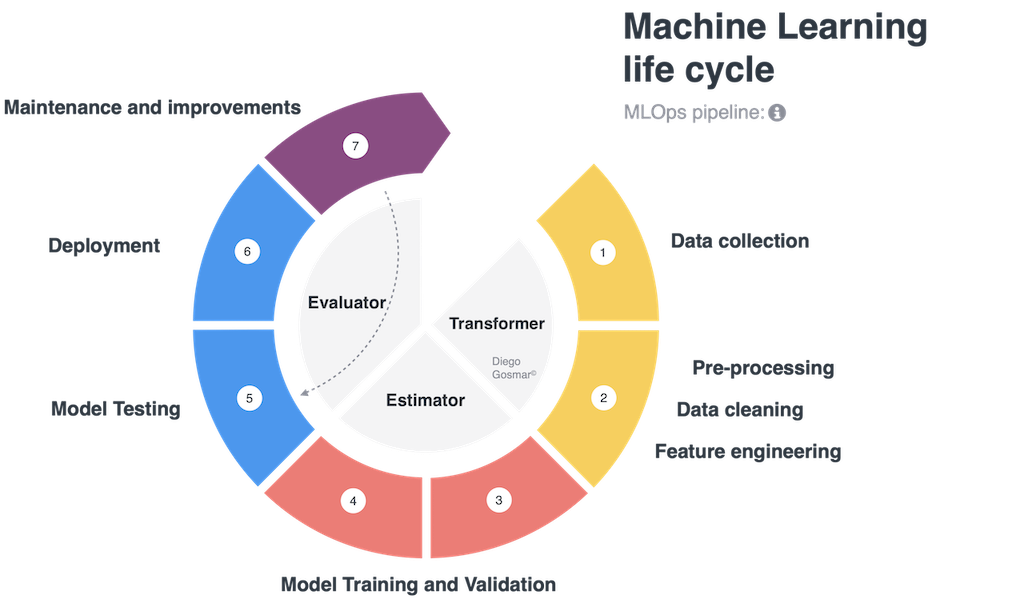 Machine Learning
life cycle
MLOps pipeline:
Maintenance and improvements
7
Deployment
6
1
Data collection
Evaluator
Transformer
Diego
Gosmar©
Estimator
Pre-processing
Model Testing
5
2
Data cleaning
Feature engineering
4
3
Model Training and Validation